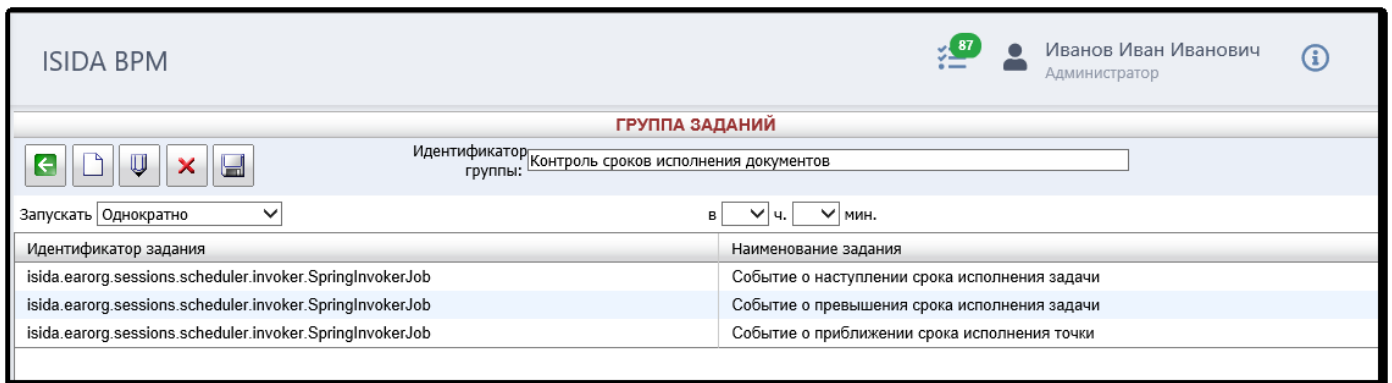 ISIDA BPM
87
Иванов Иван Иванович
Администратор
ГРУППА ЗАДАНИЙ
Идентификатор группы: Контроль сроков исполнения документов
Запускать Однократно в ч. мин.
Идентификатор задания Наименование задания
isida.earorg.sessions.scheduler.invoker.SpringInvokerJob Событие о наступлении срока исполнения задачи
isida.earorg.sessions.scheduler.invoker.SpringInvokerJob Событие о превышения срока исполнения задачи
isida.earorg.sessions.scheduler.invoker.SpringInvokerJob Событие о приближении срока исполнения точки